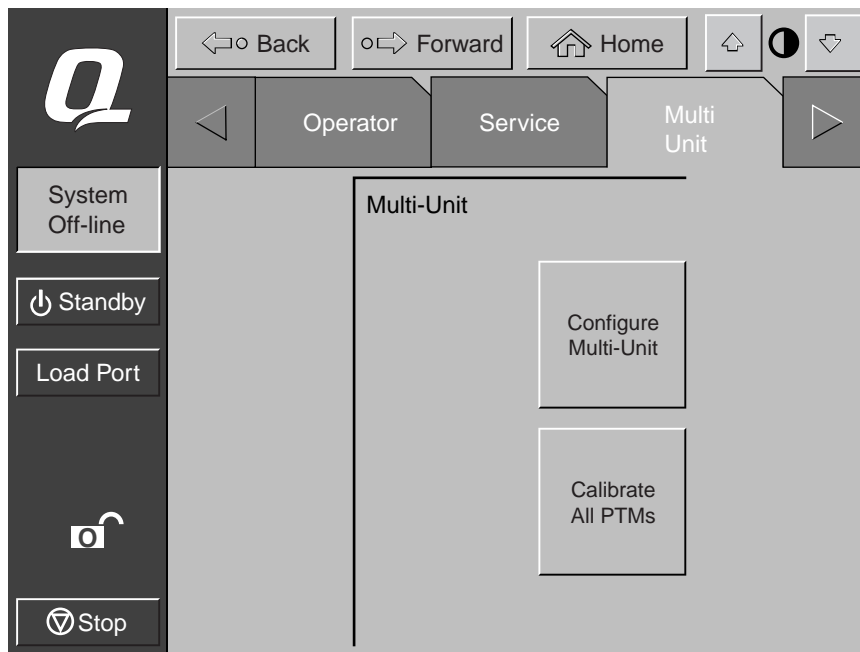 Q
Back
Forward
Home
Operator
Service
Multi
Unit
System
Off-line
Standby
Load Port
O
Stop
Multi-Unit
Configure
Multi-Unit
Calibrate
All PTMs